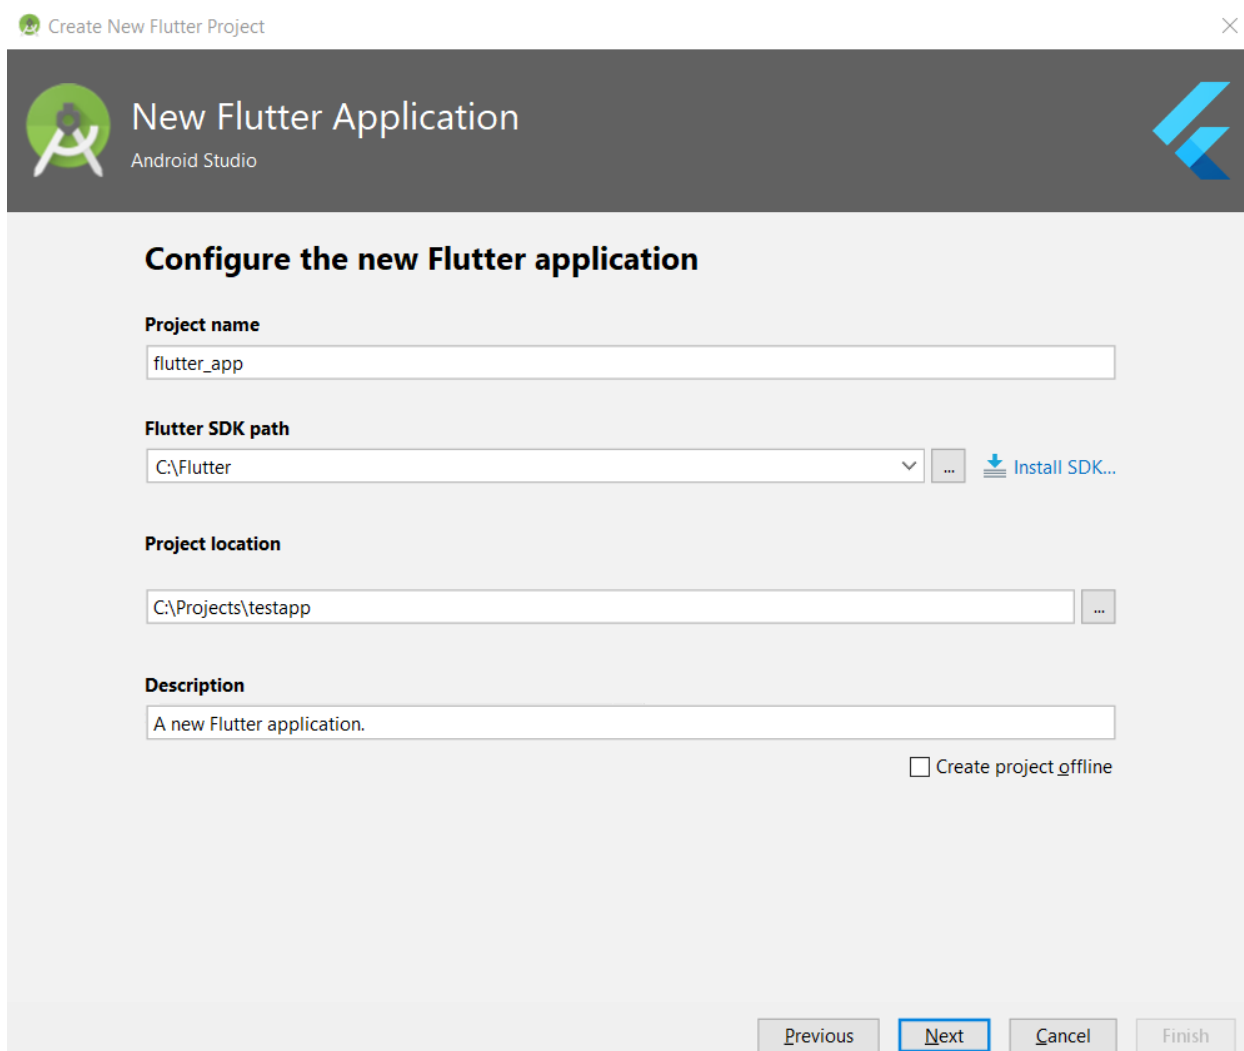 Create New Flutter Project
New Flutter Application
Android Studio
Configure the new Flutter application
Project name
flutter_app
Flutter SDK path
C:\Flutter
... Install SDK...
Project location
C:\Projects\testapp
...
Description
A new Flutter application.
Create project offline
Previous Next Cancel Finish